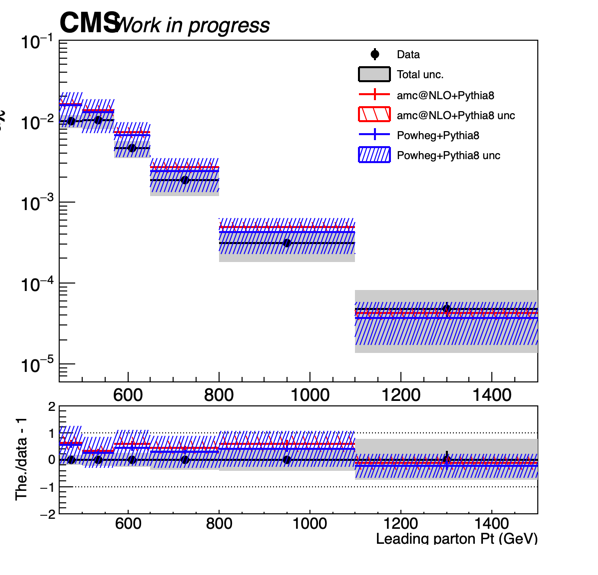 CMS Work in progress
10−1
10−2
10−3
10−4
10−5
Data
Total unc.
amc@NLO+Pythia8
amc@NLO+Pythia8 unc
Powheg+Pythia8
Powheg+Pythia8 unc
600 800 1000 1200 1400
The./data - 1
2
1
0
−1
−2
600 800 1000 1200 1400
Leading parton Pt (GeV)